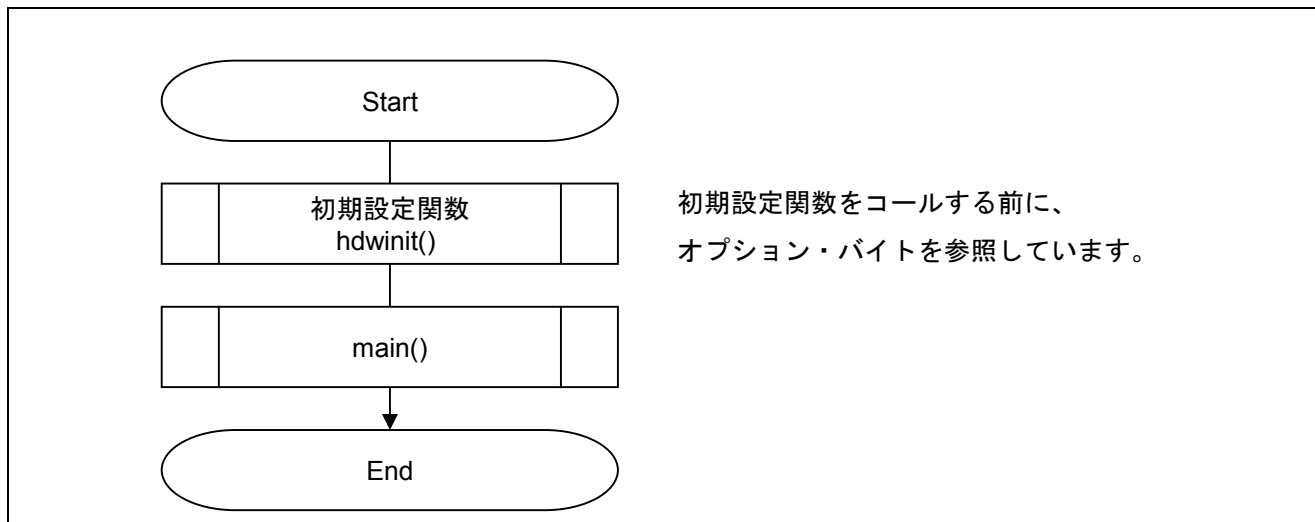 Start
初期設定関数
hdwinit()
初期設定関数をコールする前に、
オプション・バイトを参照しています。
main()
End